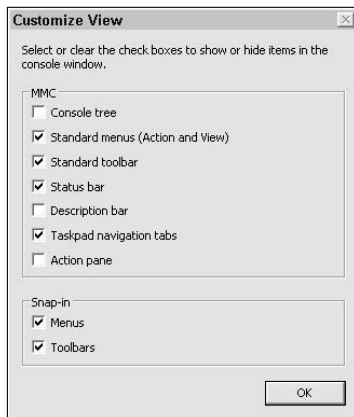 Customize View
Select or clear the check boxes to show or hide items in the
console window.
MMC
Console tree
Standard menus (Action and View)
Standard toolbar
Status bar
Description bar
Taskpad navigation tabs
Action pane
Snap-in
Menus
Toolbars
OK